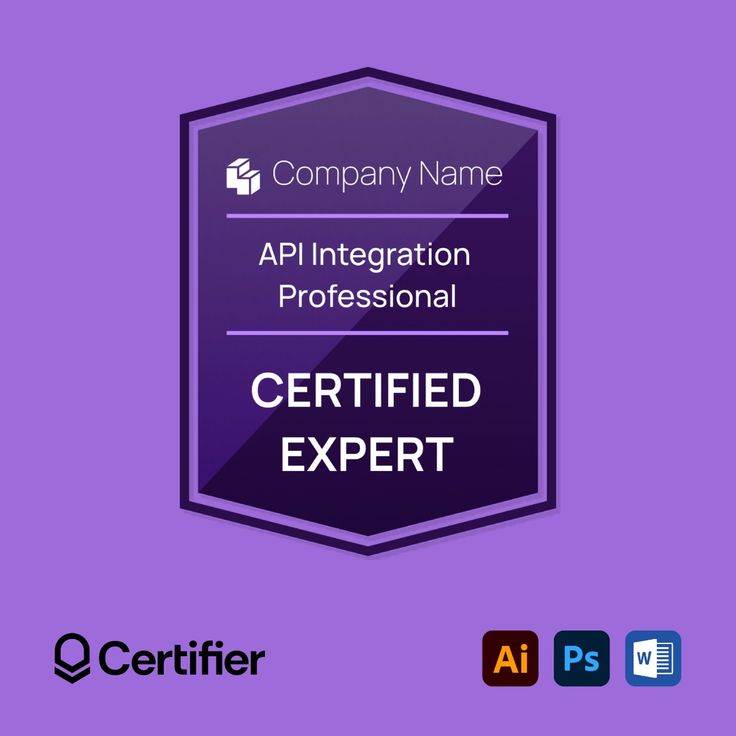 Company Name
API Integration
Professional
CERTIFIED
EXPERT
Certifier
Ai
Ps
W